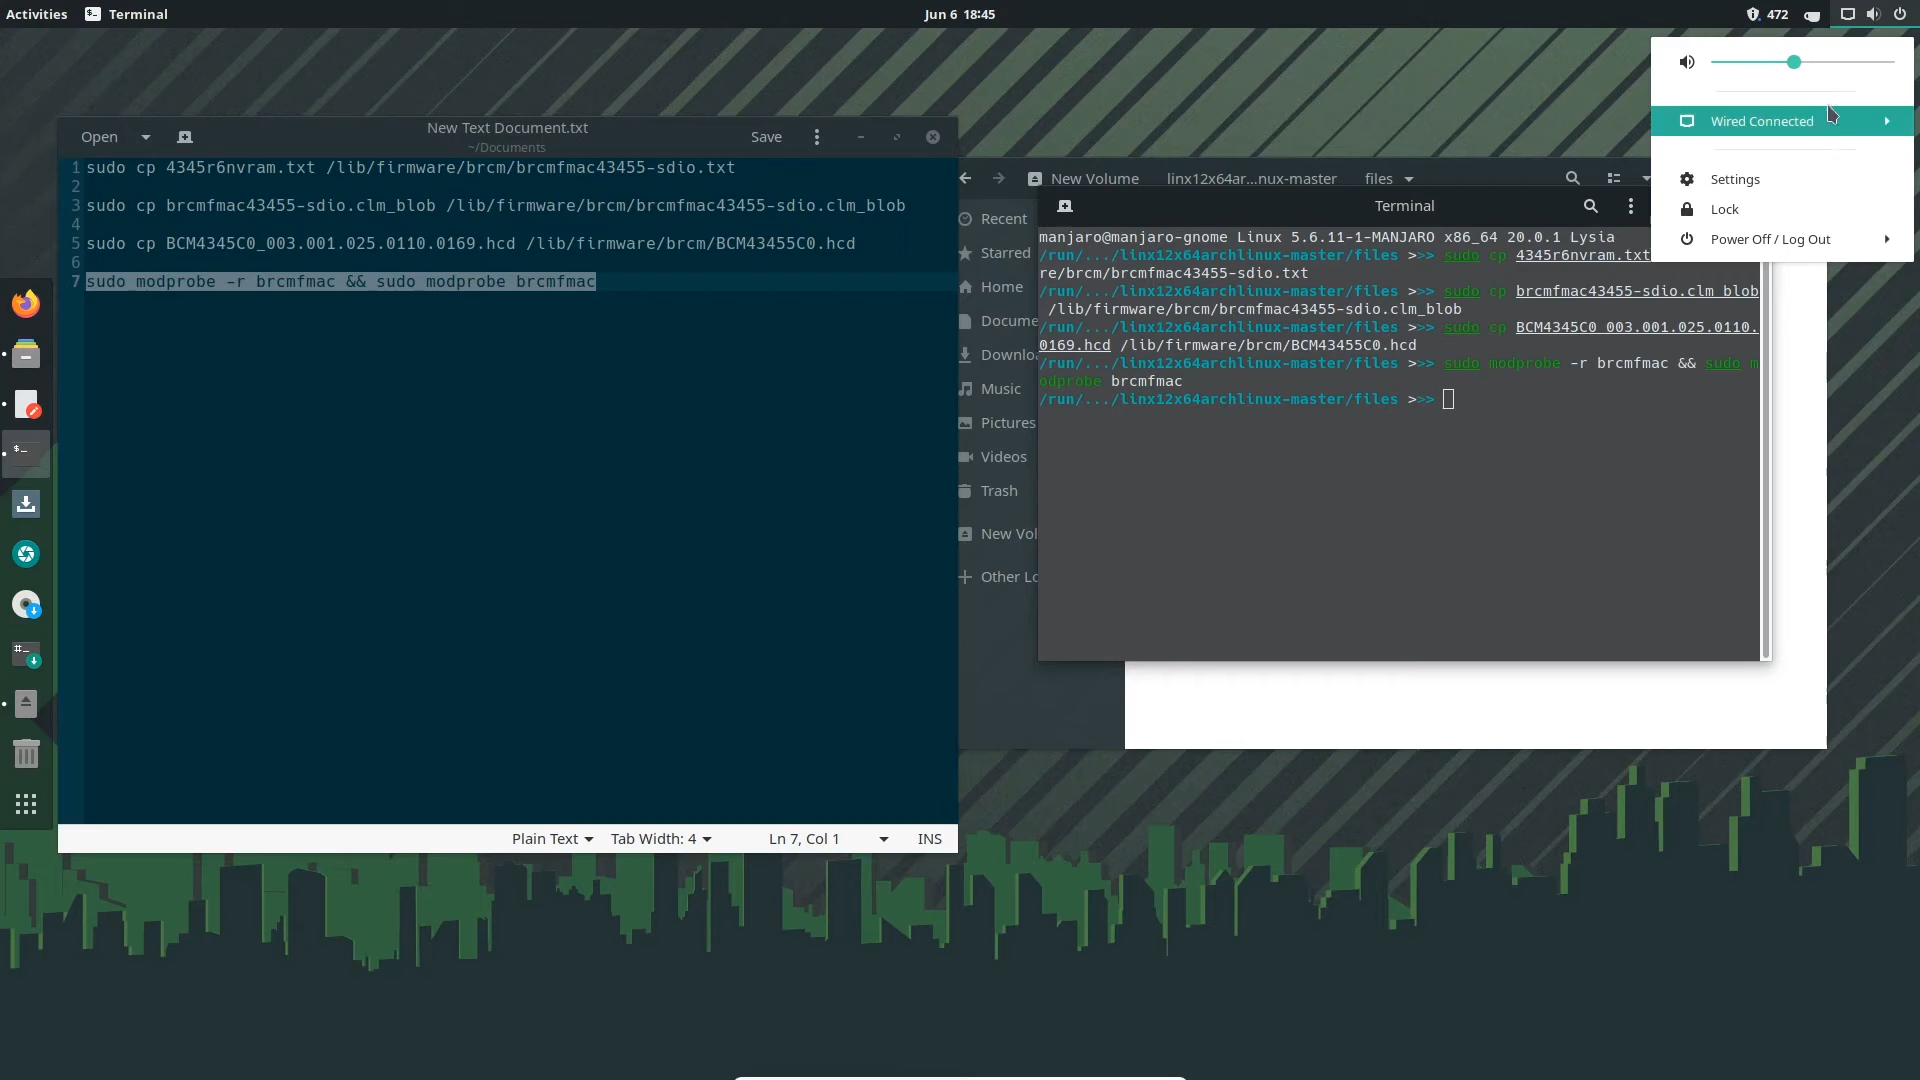 Activities Terminal Jun 6 18:45 472
Open New Text Document.txt Save
~/Documents
1 sudo cp 4345r6nvram.txt /lib/firmware/brcm/brcmfmac43455-sdio.txt
2
3 sudo cp brcmfmac43455-sdio.clm_blob /lib/firmware/brcm/brcmfmac43455-sdio.clm_blob
4
5 sudo cp BCM4345C0_003.001.025.0110.0169.hcd /lib/firmware/brcm/BCM43455C0.hcd
6
7 sudo modprobe -r brcmfmac && sudo modprobe brcmfmac
Plain Text Tab Width: 4 Ln 7, Col 1 INS
New Volume linx12x64ar...nux-master files
Recent
Starred
Home
Docume
Downlo
Music
Pictures
Videos
Trash
New Vol
Other Lo
Terminal
manjaro@manjaro-gnome Linux 5.6.11-1-MANJARO x86_64 20.0.1 Lysia
/run/.../linx12x64archlinux-master/files >>> sudo cp 4345r6nvram.txt
re/brcm/brcmfmac43455-sdio.txt
/run/.../linx12x64archlinux-master/files >>> sudo cp brcmfmac43455-sdio.clm_blob
/lib/firmware/brcm/brcmfmac43455-sdio.clm_blob
/run/.../linx12x64archlinux-master/files >>> sudo cp BCM4345C0_003.001.025.0110.
0169.hcd /lib/firmware/brcm/BCM43455C0.hcd
/run/.../linx12x64archlinux-master/files >>> sudo modprobe -r brcmfmac && sudo m
odprobe brcmfmac
/run/.../linx12x64archlinux-master/files >>>
Wired Connected
Settings
Lock
Power Off / Log Out